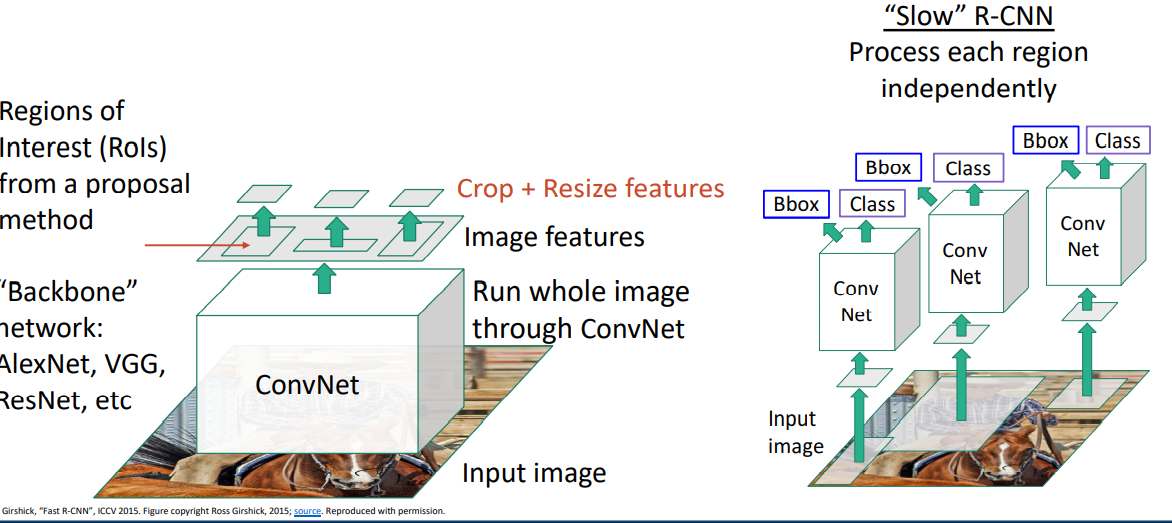 Regions of
Interest (RoIs)
from a proposal
method
"Backbone"
network:
AlexNet, VGG,
ResNet, etc
Crop + Resize features
Image features
Run whole image
through ConvNet
ConvNet
Input image
"Slow" R-CNN
Process each region
independently
Bbox
Class
Bbox
Class
Bbox
Class
Conv
Net
Conv
Net
Conv
Net
Input
image
Girshick, "Fast R-CNN", ICCV 2015. Figure copyright Ross Girshick, 2015; source. Reproduced with permission.